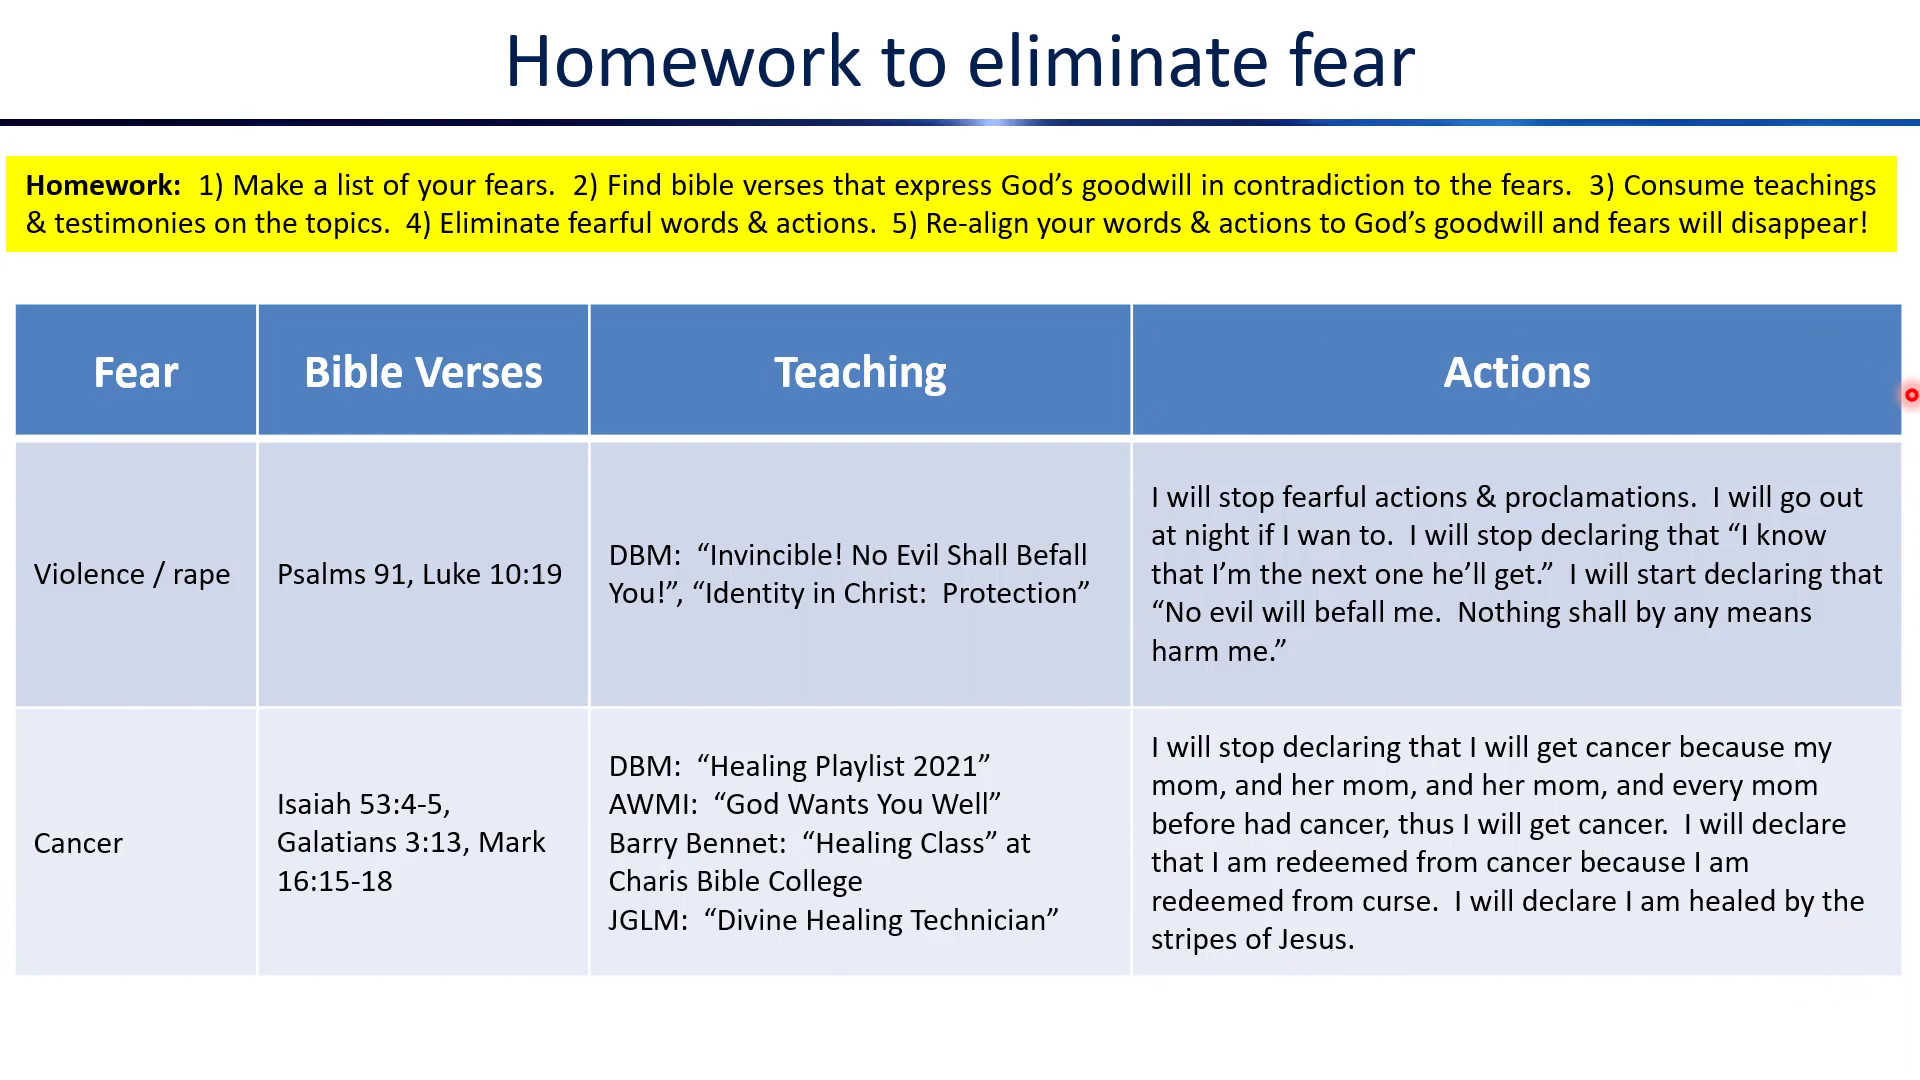 Homework to eliminate fear
Homework:  1) Make a list of your fears.  2) Find bible verses that express God’s goodwill in contradiction to the fears.  3) Consume teachings
& testimonies on the topics.  4) Eliminate fearful words & actions.  5) Re-align your words & actions to God’s goodwill and fears will disappear!
Fear
Bible Verses
Teaching
Actions
Violence / rape
Psalms 91, Luke 10:19
DBM:  “Invincible! No Evil Shall Befall
You!”, “Identity in Christ:  Protection”
I will stop fearful actions & proclamations.  I will go out
at night if I wan to.  I will stop declaring that “I know
that I’m the next one he’ll get.”  I will start declaring that
“No evil will befall me.  Nothing shall by any means
harm me.”
Cancer
Isaiah 53:4-5,
Galatians 3:13, Mark
16:15-18
DBM:  “Healing Playlist 2021”
AWMI:  “God Wants You Well”
Barry Bennet:  “Healing Class” at
Charis Bible College
JGLM:  “Divine Healing Technician”
I will stop declaring that I will get cancer because my
mom, and her mom, and her mom, and every mom
before had cancer, thus I will get cancer.  I will declare
that I am redeemed from cancer because I am
redeemed from curse.  I will declare I am healed by the
stripes of Jesus.